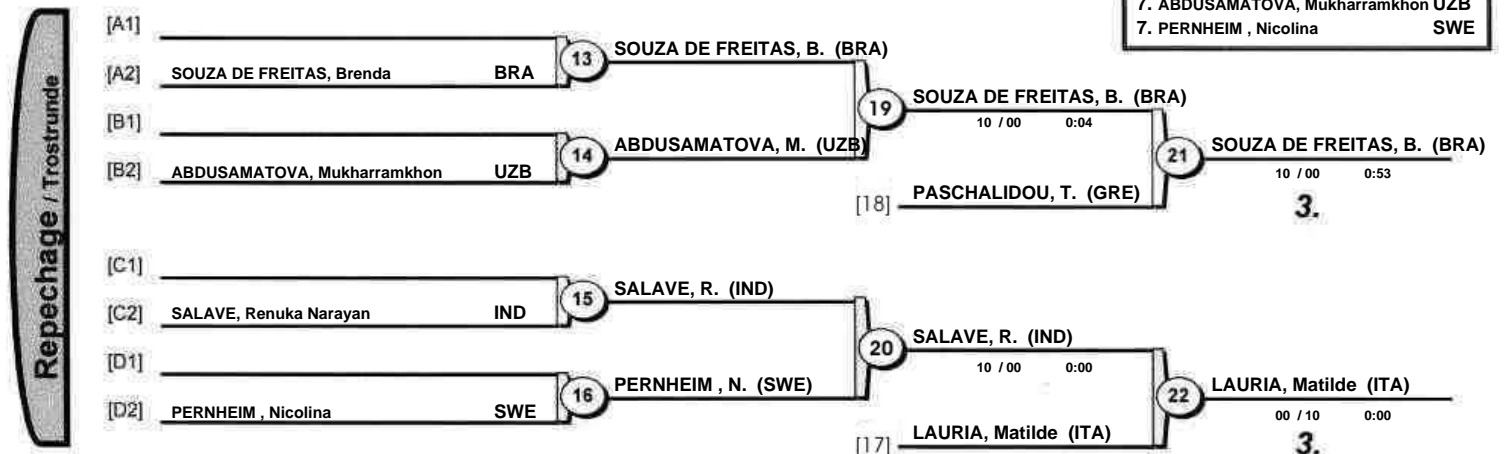 7. ABDUSAMATOVA, Mukharramkhon UZB
7. PERNHEIM , Nicolina SWE
Repechage / Trostrunde
[A1]
[A2] SOUZA DE FREITAS, Brenda BRA
13
SOUZA DE FREITAS, B. (BRA)
[B1]
[B2] ABDUSAMATOVA, Mukharramkhon UZB
14
ABDUSAMATOVA, M. (UZB)
19
SOUZA DE FREITAS, B. (BRA)
10 / 00 0:04
[18] PASCHALIDOU, T. (GRE)
21
SOUZA DE FREITAS, B. (BRA)
10 / 00 0:53
3.
[C1]
[C2] SALAVE, Renuka Narayan IND
15
SALAVE, R. (IND)
[D1]
[D2] PERNHEIM , Nicolina SWE
16
PERNHEIM , N. (SWE)
20
SALAVE, R. (IND)
10 / 00 0:00
[17] LAURIA, Matilde (ITA)
22
LAURIA, Matilde (ITA)
00 / 10 0:00
3.